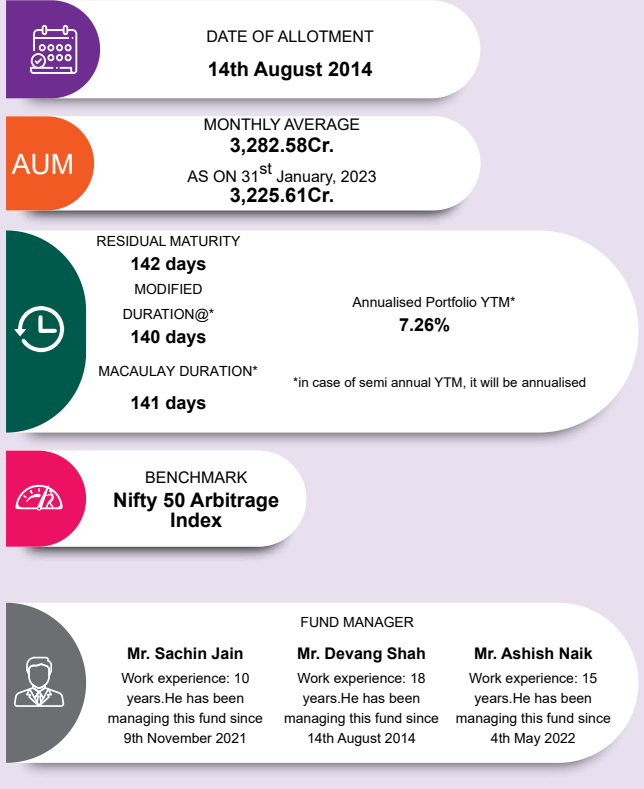 DATE OF ALLOTMENT
14th August 2014
AUM
MONTHLY AVERAGE
3,282.58Cr.
AS ON 31st January, 2023
3,225.61Cr.
RESIDUAL MATURITY
142 days
MODIFIED
DURATION@*
140 days
MACAULAY DURATION*
141 days
Annualised Portfolio YTM*
7.26%
*in case of semi annual YTM, it will be annualised
BENCHMARK
Nifty 50 Arbitrage
Index
FUND MANAGER
Mr. Sachin Jain
Work experience: 10
years.He has been
managing this fund since
9th November 2021
Mr. Devang Shah
Work experience: 18
years.He has been
managing this fund since
14th August 2014
Mr. Ashish Naik
Work experience: 15
years.He has been
managing this fund since
4th May 2022